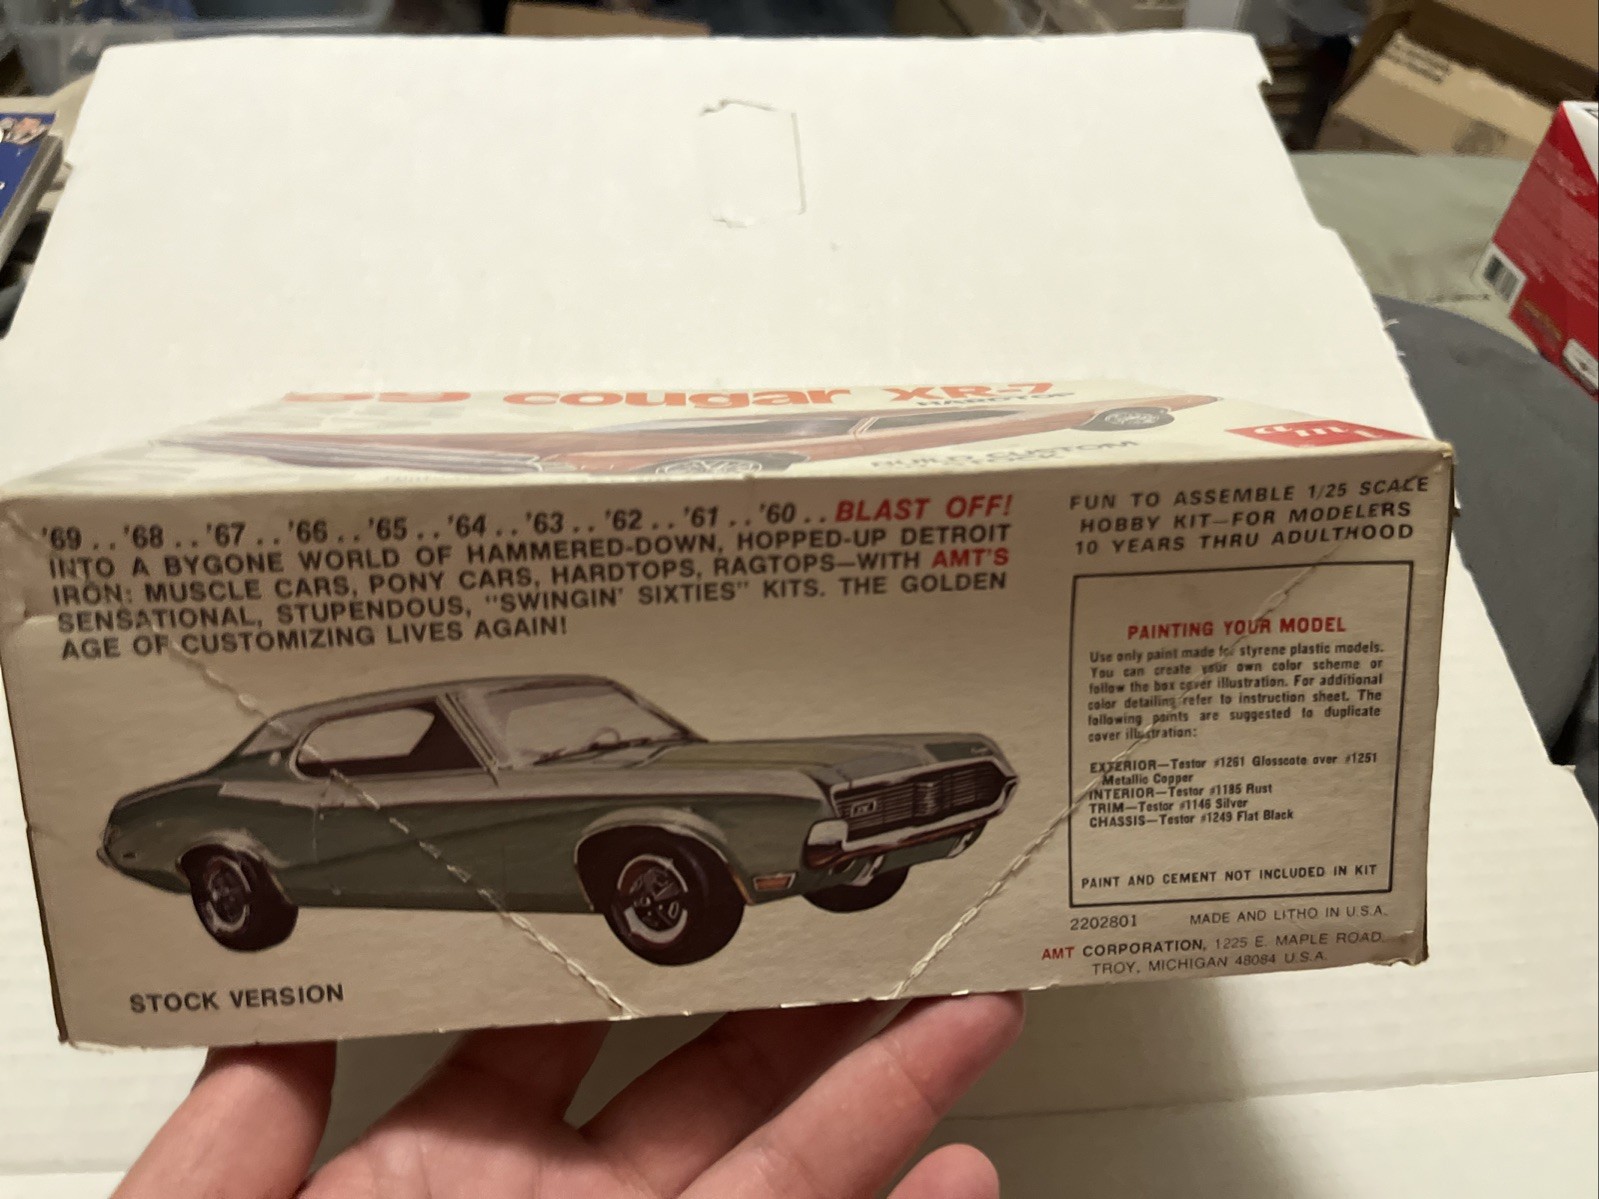 cougar XR-7
HARDTOP
amt
BUILD CUSTOM
'69 . . '68 . . '67 . . '66 . . '65 . . '64 . . '63 . . '62 . . '61 . . '60 . . BLAST OFF!
INTO A BYGONE WORLD OF HAMMERED-DOWN, HOPPED-UP DETROIT
IRON: MUSCLE CARS, PONY CARS, HARDTOPS, RAGTOPS—WITH AMT'S
SENSATIONAL, STUPENDOUS, "SWINGIN' SIXTIES" KITS. THE GOLDEN
AGE OF CUSTOMIZING LIVES AGAIN!
STOCK VERSION
FUN TO ASSEMBLE 1/25 SCALE
HOBBY KIT—FOR MODELERS
10 YEARS THRU ADULTHOOD
PAINTING YOUR MODEL
Use only paint made for styrene plastic models.
You can create your own color scheme or
follow the box cover illustration. For additional
color detailing refer to instruction sheet. The
following paints are suggested to duplicate
cover illustration:
EXTERIOR—Testor #1261 Glosscote over #1251
Metallic Copper
INTERIOR—Testor #1185 Rust
TRIM—Testor #1146 Silver
CHASSIS—Testor #1249 Flat Black
PAINT AND CEMENT NOT INCLUDED IN KIT
2202801 MADE AND LITHO IN U.S.A.
AMT CORPORATION, 1225 E. MAPLE ROAD
TROY, MICHIGAN 48084 U.S.A.